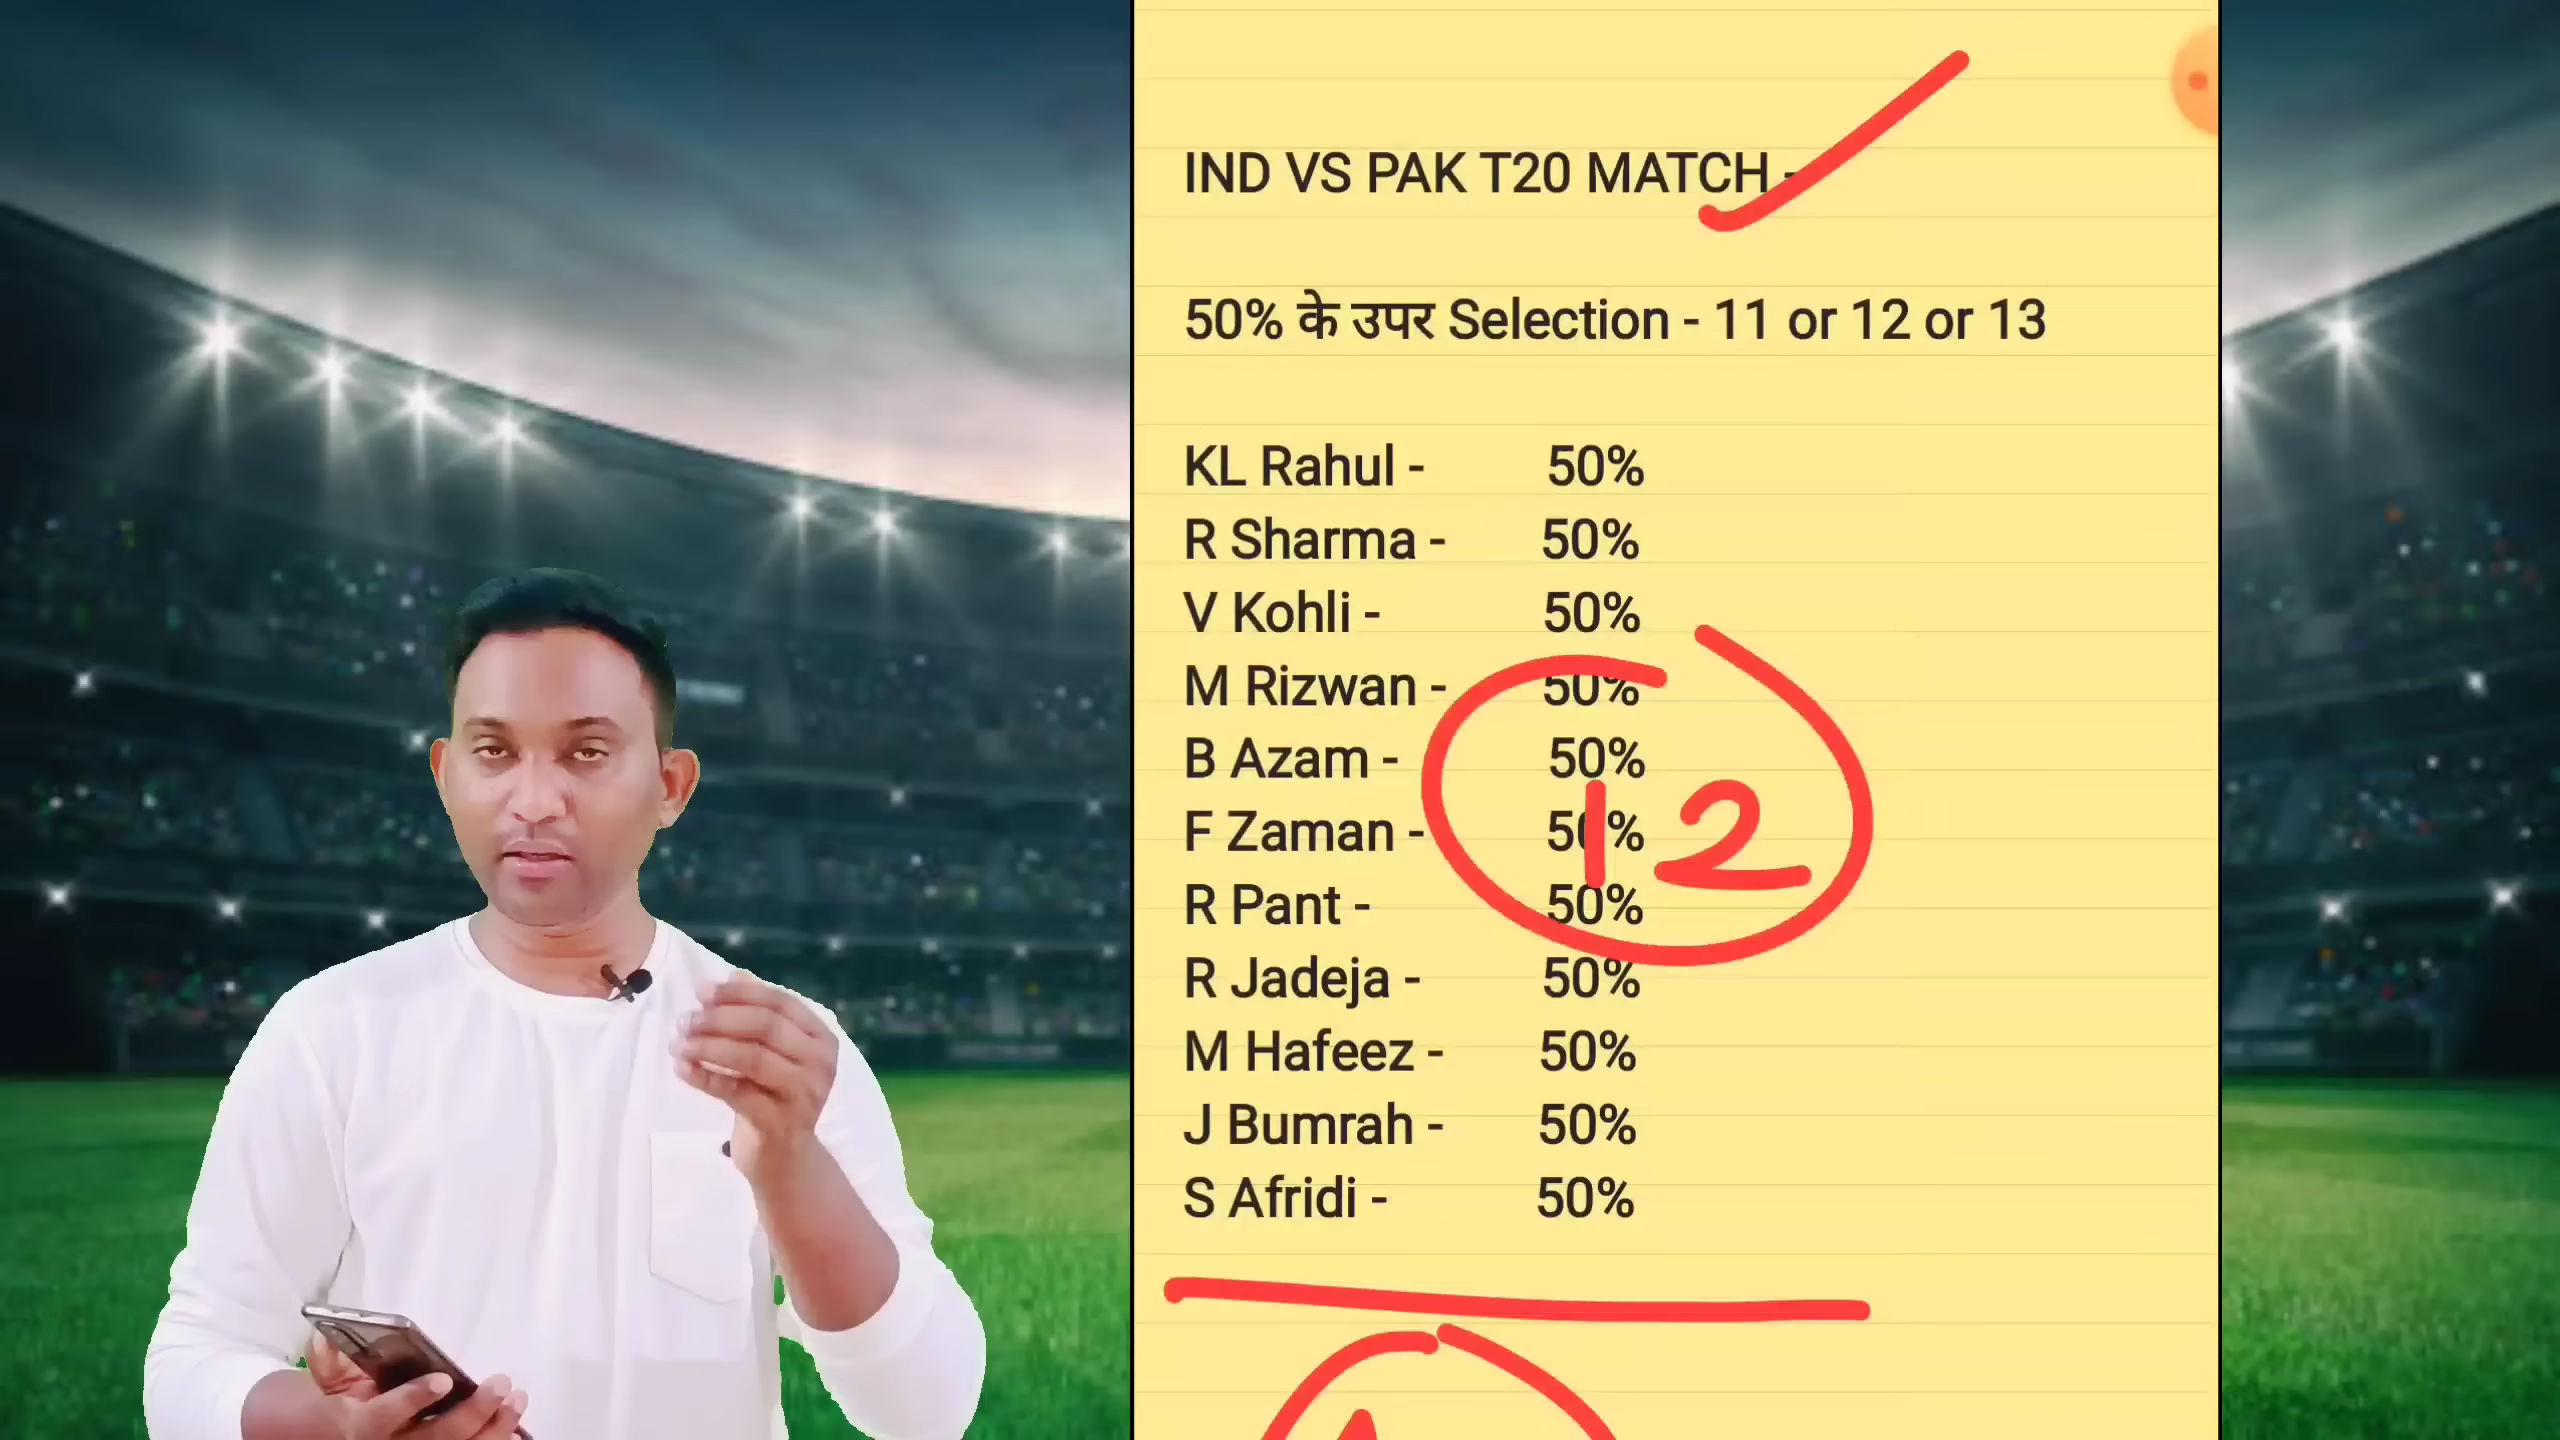 IND VS PAK T20 MATCH -
50% के उपर Selection - 11 or 12 or 13
KL Rahul - 50%
R Sharma - 50%
V Kohli - 50%
M Rizwan - 50%
B Azam - 50%
F Zaman - 50%
12
R Pant - 50%
R Jadeja - 50%
M Hafeez - 50%
J Bumrah - 50%
S Afridi - 50%